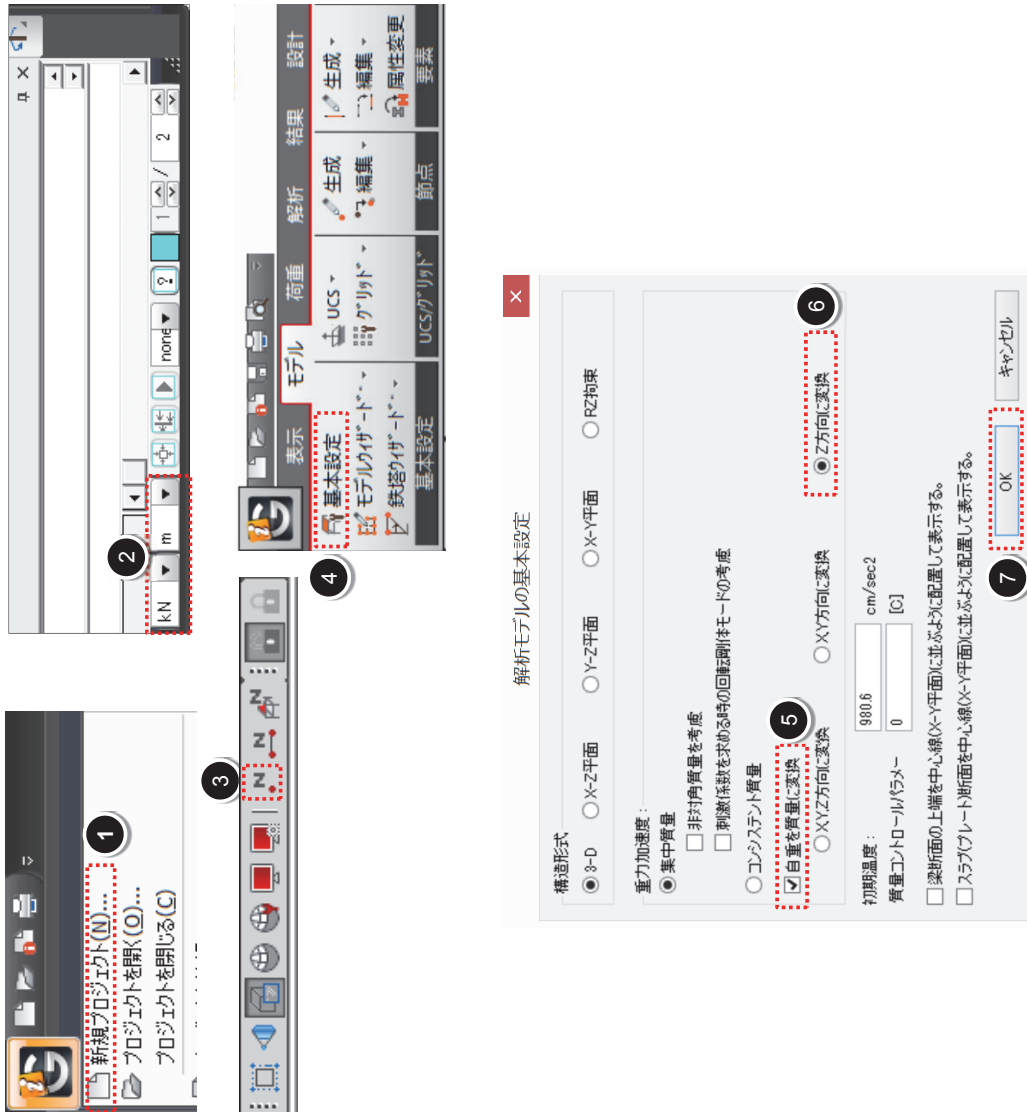 新規プロジェクト(N)...
プロジェクトを開く(O)...
プロジェクトを閉じる(C)
1
kN
m
none
?
1 / 2
2
3
表示 モデル 荷重 解析 結果 設計
基本設定
モデルウィザード
鉄塔ウィザード
基本設定
UCS
グリッド
UCS/グリッド
生成
編集
節点
生成
編集
属性変更
要素
4
解析モデルの基本設定
構造形式
3-D X-Z平面 Y-Z平面 X-Y平面 RZ拘束
重力加速度:
集中質量
非対角質量を考慮
刺激係数を求める時の回転剛体モードの考慮
コンシステント質量
自重を質量に変換
5
X,Y,Z方向に変換 X,Y方向に変換 Z方向に変換
6
初期温度: 980.6 cm/sec2
質量コントロールパラメー 0 [C]
梁断面の上端を中心線(X-Y平面)に並ぶように配置して表示する。
スラブ(プレート)断面を中心線(X-Y平面)に並ぶように配置して表示する。
7
OK キャンセル